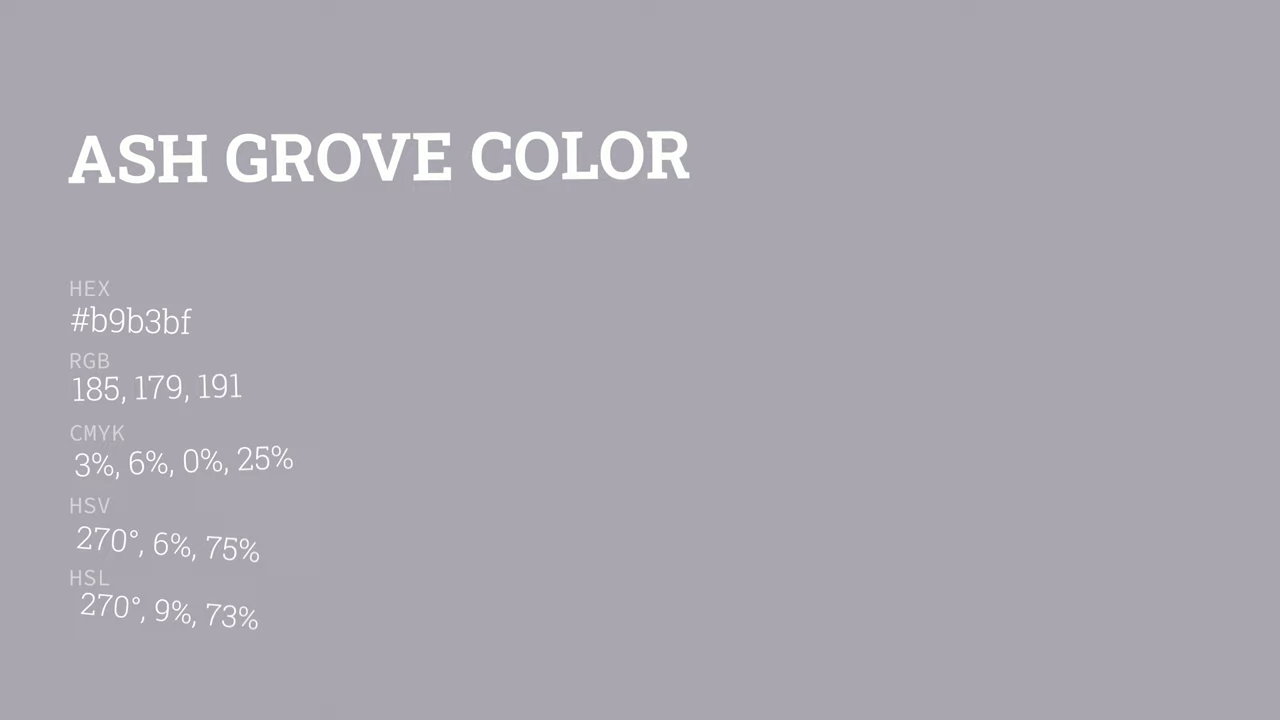 ASH GROVE COLOR
HEX
#b9b3bf
RGB
185, 179, 191
CMYK
3%, 6%, 0%, 25%
HSV
270°, 6%, 75%
HSL
270°, 9%, 73%